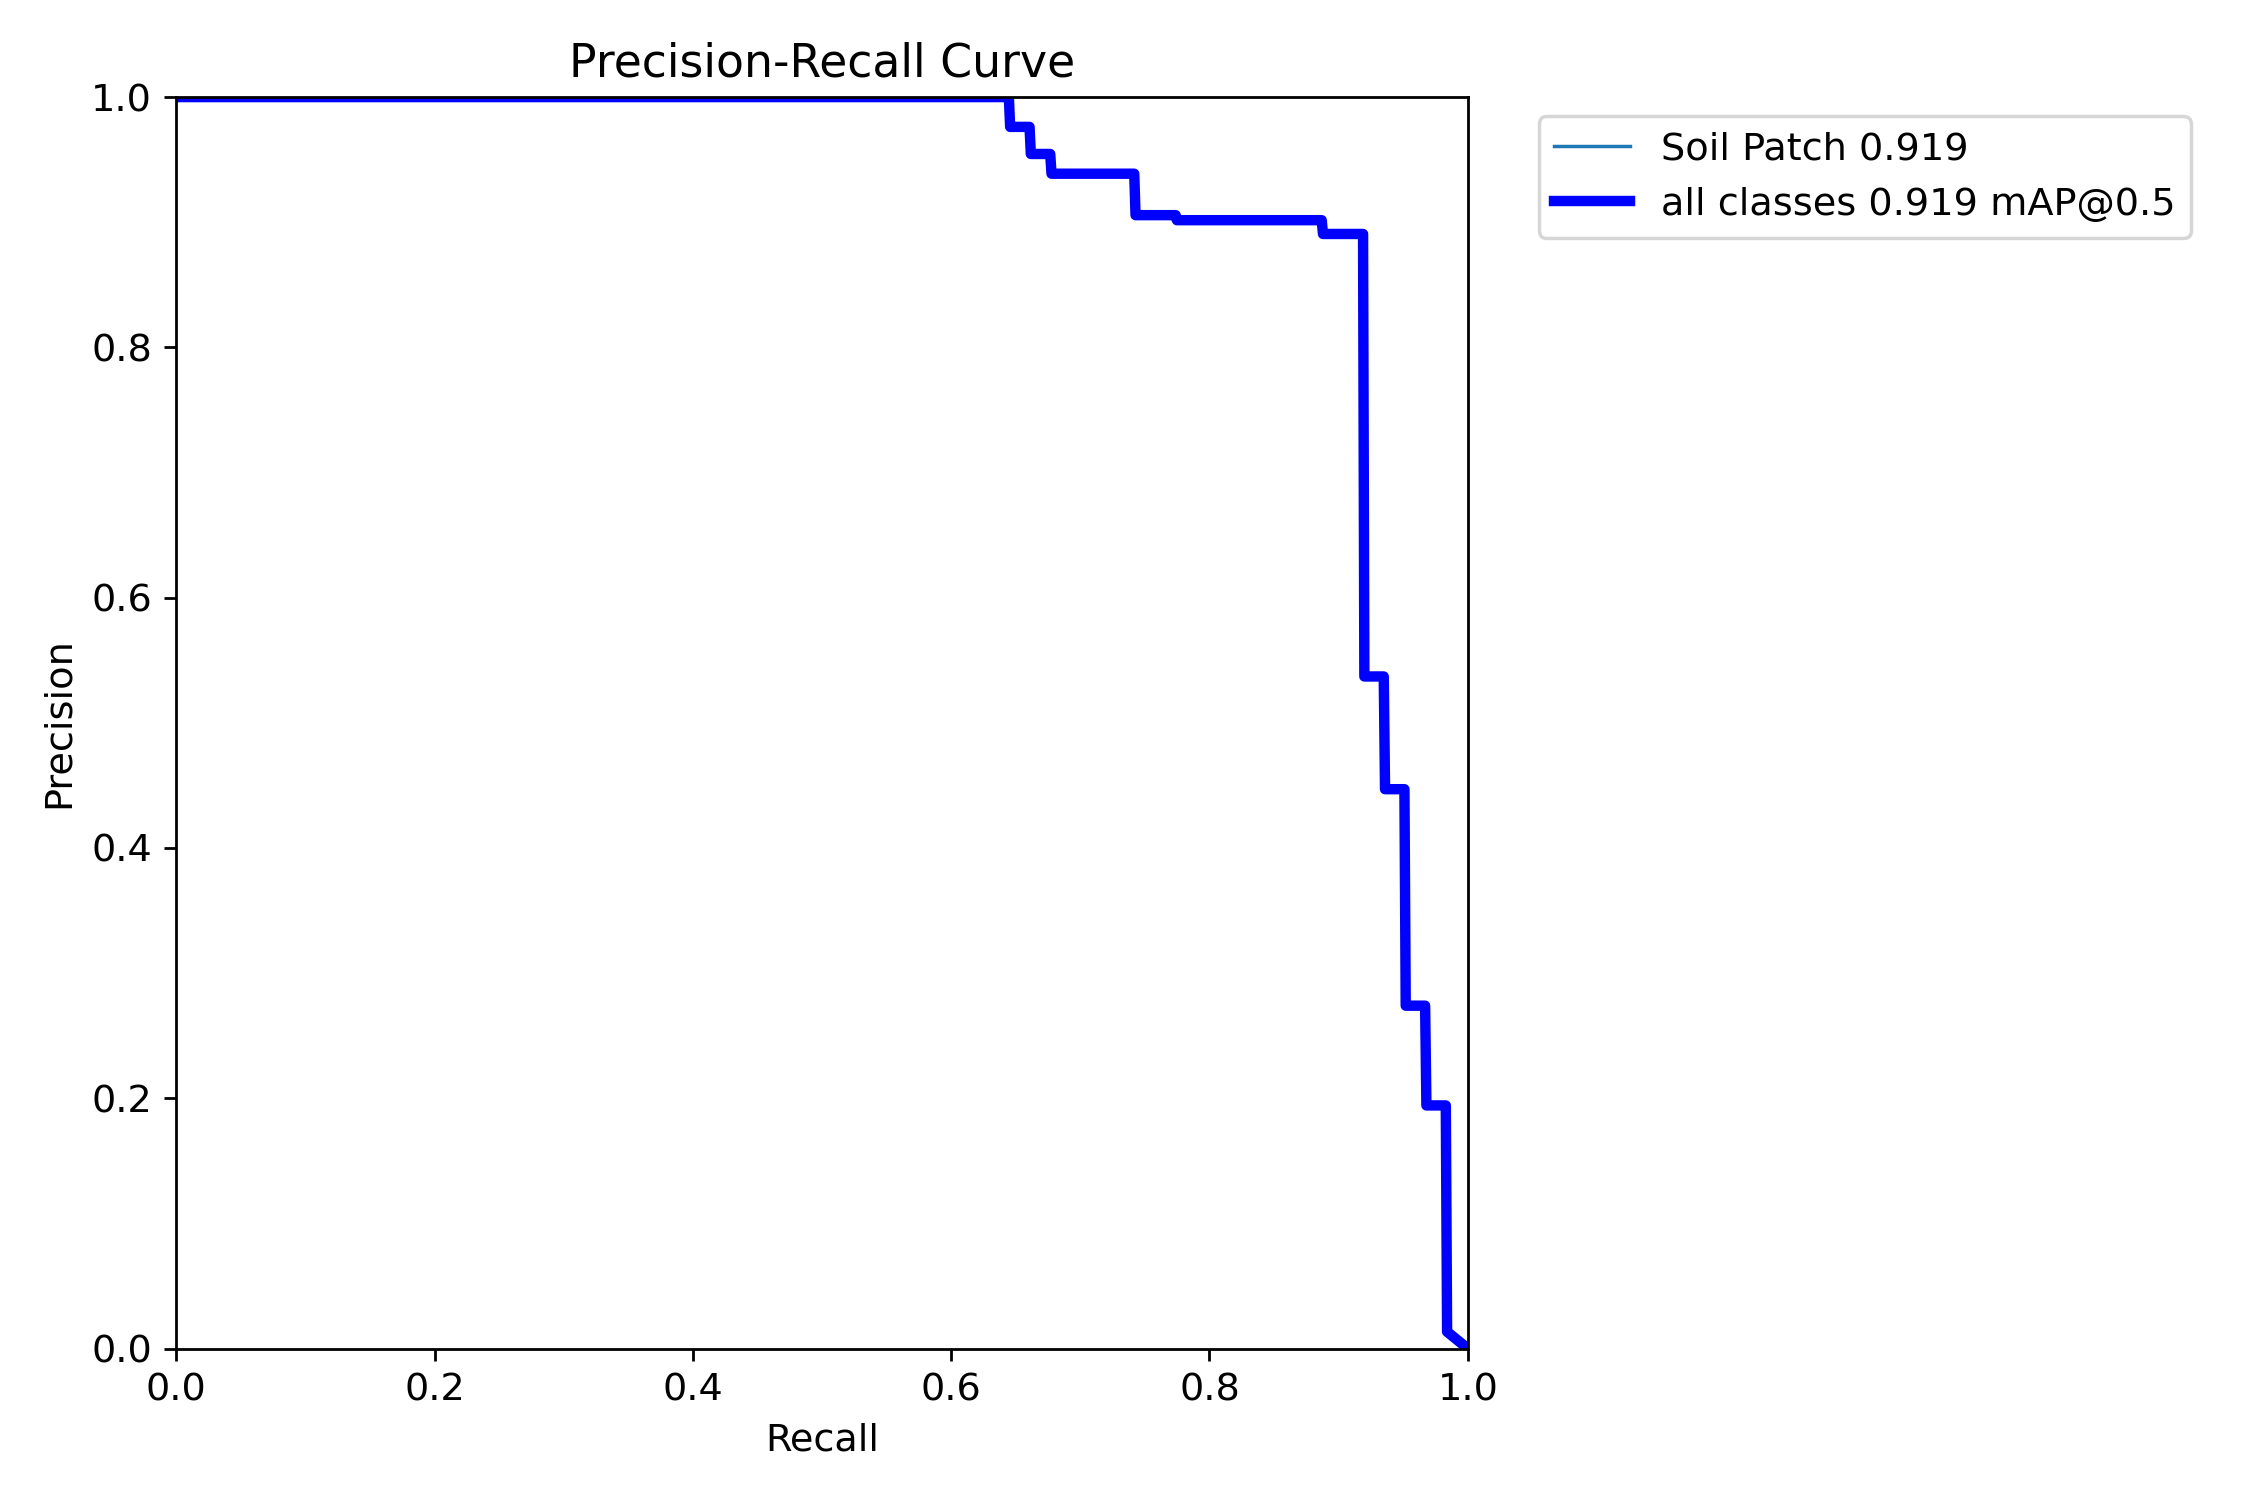 Precision-Recall Curve
1.0
0.8
0.6
0.4
0.2
0.0
Precision
0.0 0.2 0.4 0.6 0.8 1.0
Recall
Soil Patch 0.919
all classes 0.919 mAP@0.5